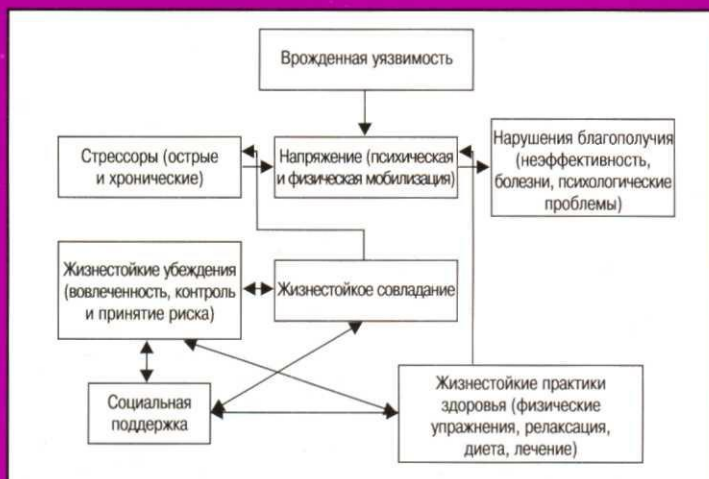 Врожденная уязвимость
Стрессоры (острые
и хронические)
Напряжение (психическая
и физическая мобилизация)
Нарушения благополучия
(неэффективность,
болезни, психологические
проблемы)
Жизнестойкие убеждения
(вовлеченность, контроль
и принятие риска)
Жизнестойкое совладание
Социальная
поддержка
Жизнестойкие практики
здоровья (физические
упражнения, релаксация,
диета, лечение)